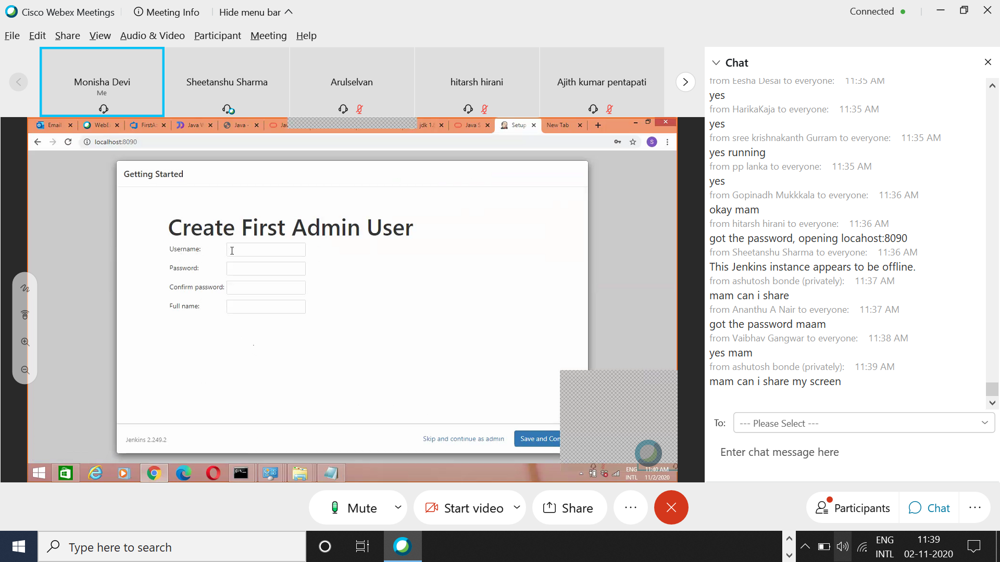 Cisco Webex Meetings
Meeting Info
Hide menu bar
Connected
File Edit Share View Audio & Video Participant Meeting Help
Monisha Devi
Me
Sheetanshu Sharma
Arulselvan
hitarsh hirani
Ajith kumar pentapati
Email
WebE
FirstA
Java W
Java -
Jav
jdk 1.
Java S
Setup
New Tab
localhost:8090
S
Getting Started
Create First Admin User
Username:
Password:
Confirm password:
Full name:
Jenkins 2.249.2
Skip and continue as admin
Save and Con
ENG
INTL
11:40 AM
11/2/2020
Chat
from Eesha Desai to everyone: 11:35 AM
yes
from HarikaKaja to everyone: 11:35 AM
yes
from sree krishnakanth Gurram to everyone: 11:35 AM
yes running
from pp lanka to everyone: 11:35 AM
yes
from Gopinadh Mukkkala to everyone: 11:36 AM
okay mam
from hitarsh hirani to everyone: 11:36 AM
got the password, opening locahost:8090
from Sheetanshu Sharma to everyone: 11:36 AM
This Jenkins instance appears to be offline.
from ashutosh bonde (privately): 11:37 AM
mam can i share
from Ananthu A Nair to everyone: 11:37 AM
got the password maam
from Vaibhav Gangwar to everyone: 11:38 AM
yes mam
from ashutosh bonde (privately): 11:39 AM
mam can i share my screen
To: --- Please Select ---
Enter chat message here
Mute
Start video
Share
Participants
Chat
Type here to search
ENG
INTL
11:39
02-11-2020